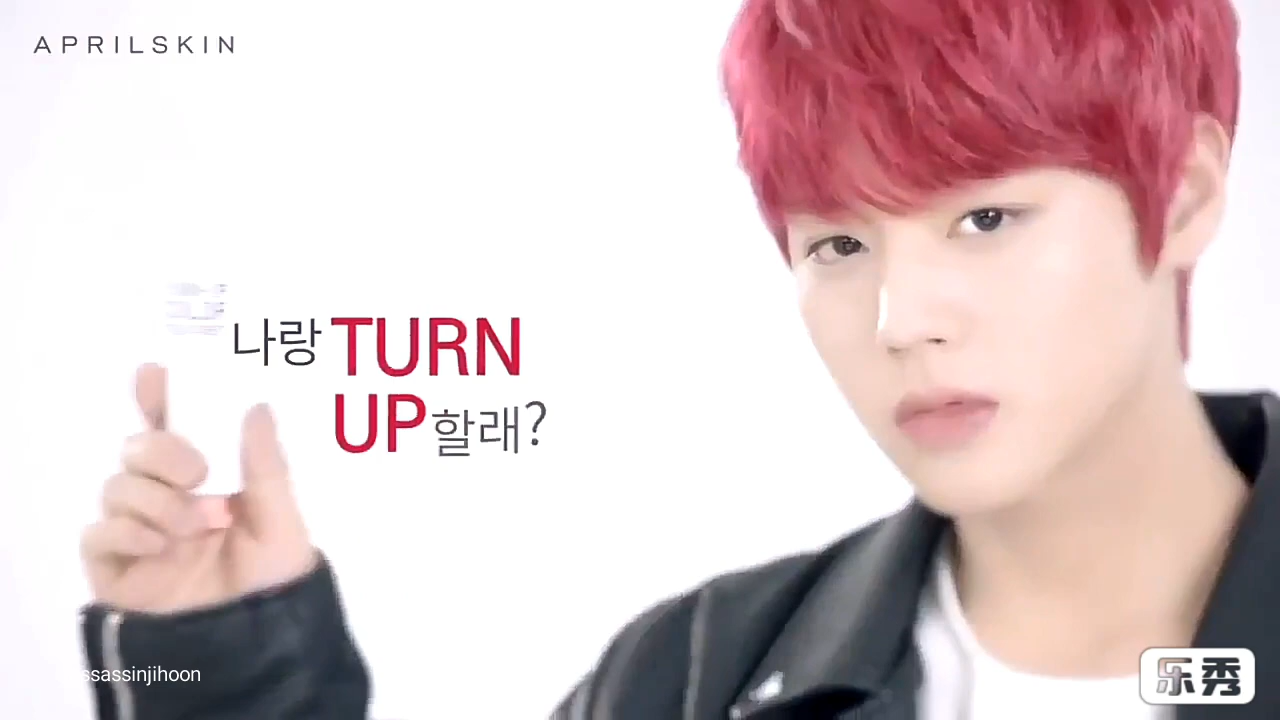 APRILSKIN
나랑 TURN
UP할래?
ssassinjihoon
乐秀